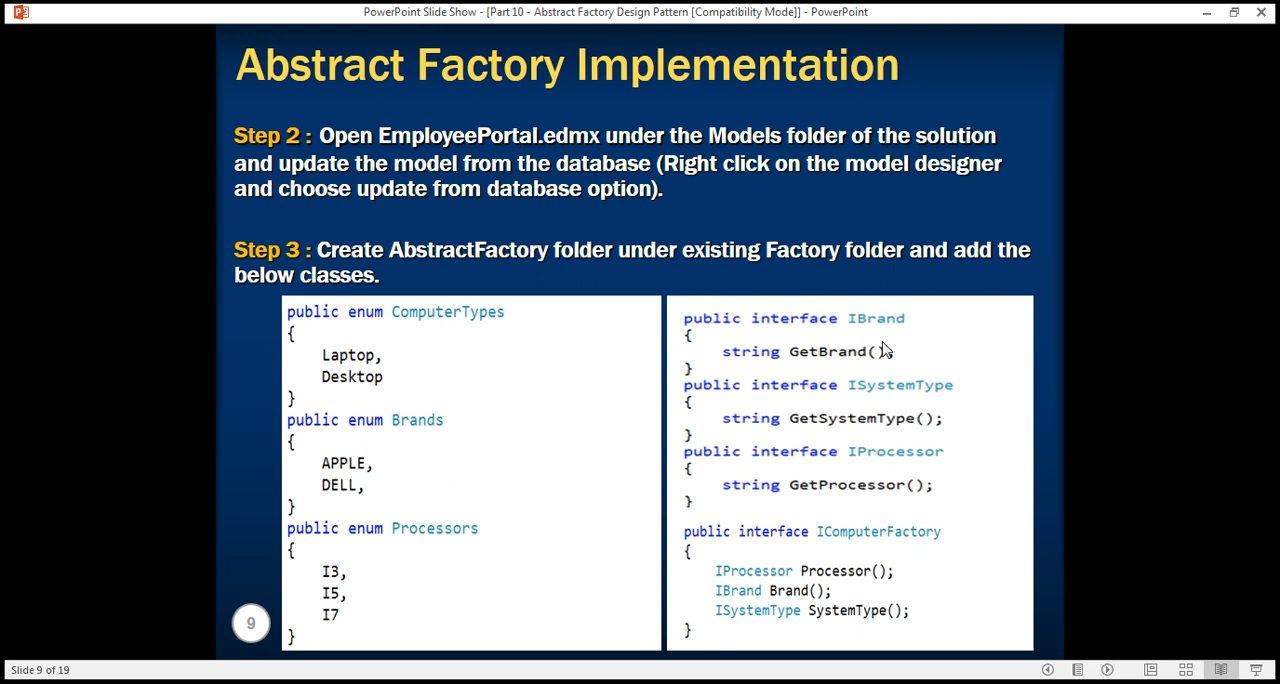 PowerPoint Slide Show - [Part 10 - Abstract Factory Design Pattern [Compatibility Mode]] - PowerPoint
Abstract Factory Implementation
Step 2 : Open EmployeePortal.edmx under the Models folder of the solution
and update the model from the database (Right click on the model designer
and choose update from database option).
Step 3 : Create AbstractFactory folder under existing Factory folder and add the
below classes.
public enum ComputerTypes
{
Laptop,
Desktop
}
public enum Brands
{
APPLE,
DELL,
}
public enum Processors
{
I3,
I5,
I7
}
public interface IBrand
{
string GetBrand();
}
public interface ISystemType
{
string GetSystemType();
}
public interface IProcessor
{
string GetProcessor();
}
public interface IComputerFactory
{
IProcessor Processor();
IBrand Brand();
ISystemType SystemType();
}
9
Slide 9 of 19